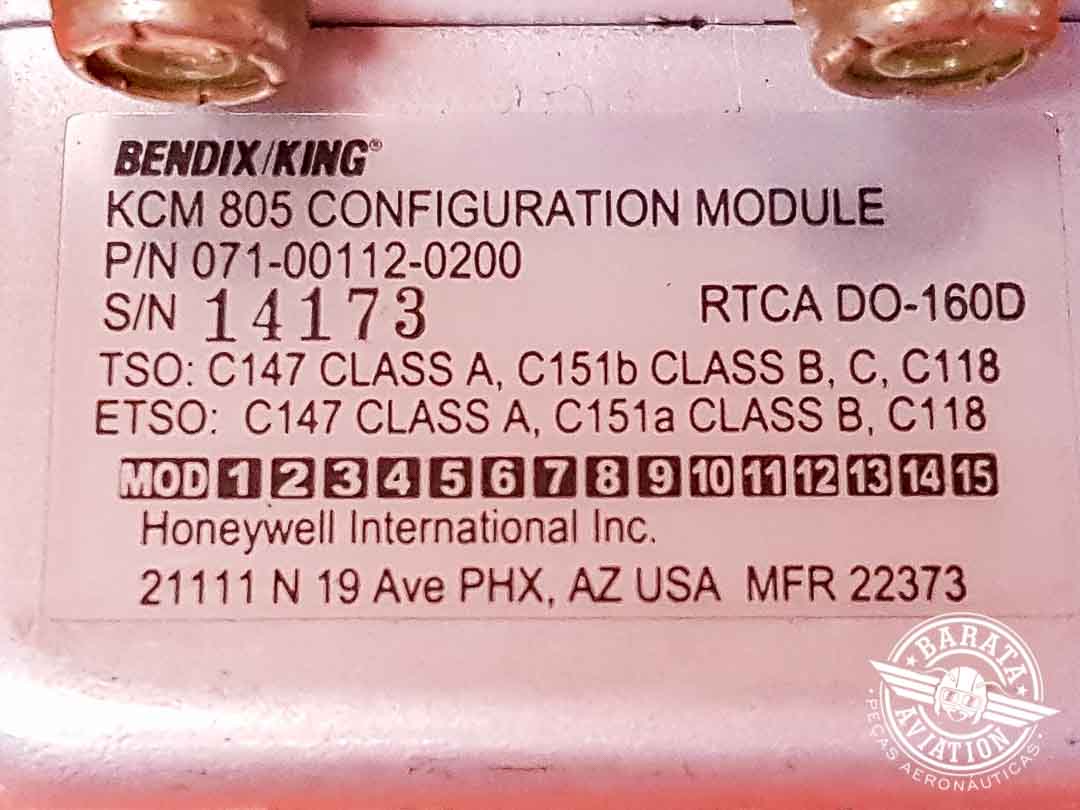 BENDIX/KING®
KCM 805 CONFIGURATION MODULE
P/N 071-00112-0200
S/N 14173 RTCA DO-160D
TSO: C147 CLASS A, C151b CLASS B, C, C118
ETSO: C147 CLASS A, C151a CLASS B, C118
MOD 1 2 3 4 5 6 7 8 9 10 11 12 13 14 15
Honeywell International Inc.
21111 N 19 Ave PHX, AZ USA MFR 22373
BARATA
AVIATION
PEÇAS AERONÁUTICAS